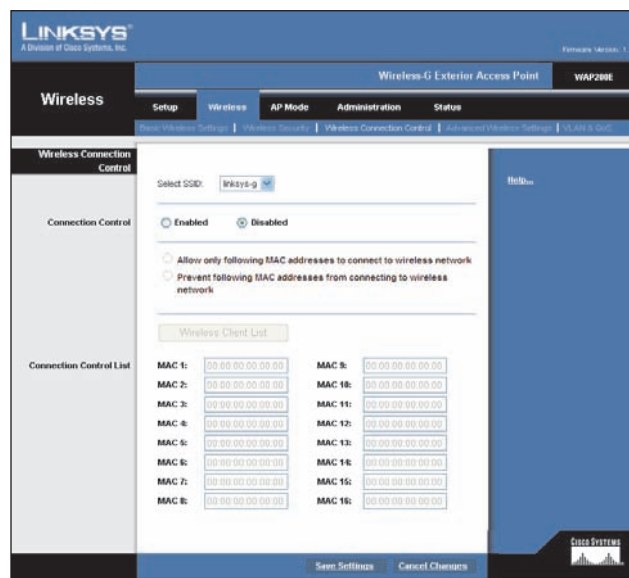 LINKSYS®
A Division of Cisco Systems, Inc.
Firmware Version: 1.
Wireless-G Exterior Access Point
WAP200E
Wireless
Setup
Wireless
AP Mode
Administration
Status
Basic Wireless Settings | Wireless Security | Wireless Connection Control | Advanced Wireless Settings | VLAN & QoS
Wireless Connection
Control
Select SSID:
linksys-g
Help...
Connection Control
Enabled
Disabled
Allow only following MAC addresses to connect to wireless network
Prevent following MAC addresses from connecting to wireless
network
Wireless Client List
Connection Control List
MAC 1: 00:00:00:00:00:00 MAC 9: 00:00:00:00:00:00
MAC 2: 00:00:00:00:00:00 MAC 10: 00:00:00:00:00:00
MAC 3: 00:00:00:00:00:00 MAC 11: 00:00:00:00:00:00
MAC 4: 00:00:00:00:00:00 MAC 12: 00:00:00:00:00:00
MAC 5: 00:00:00:00:00:00 MAC 13: 00:00:00:00:00:00
MAC 6: 00:00:00:00:00:00 MAC 14: 00:00:00:00:00:00
MAC 7: 00:00:00:00:00:00 MAC 15: 00:00:00:00:00:00
MAC 8: 00:00:00:00:00:00 MAC 16: 00:00:00:00:00:00
Save Settings
Cancel Changes
CISCO SYSTEMS